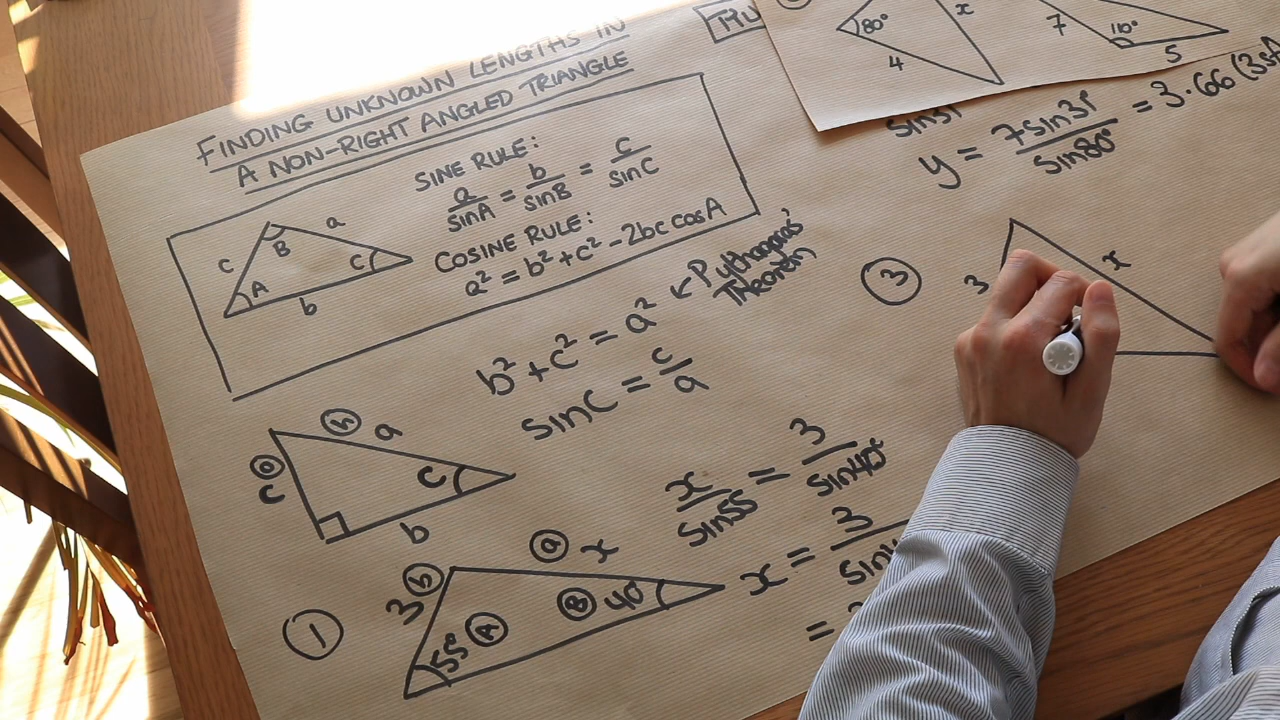 FINDING UNKNOWN LENGTHS IN
A NON-RIGHT ANGLED TRIANGLE
SINE RULE:
a/sinA = b/sinB = c/sinC
COSINE RULE:
a² = b² + c² - 2bc cosA
c B a
A b C
b² + c² = a² ← Pythagoras' Theorem
sinC = c/a
h a
o c C
b
1
a x
3 b
B 40
55° A
x/sin55 = 3/sin40°
x = 3/
=
80° x
4
7 110°
5
sin31°
y = 7sin31°/sin80° = 3.66
3
3 x